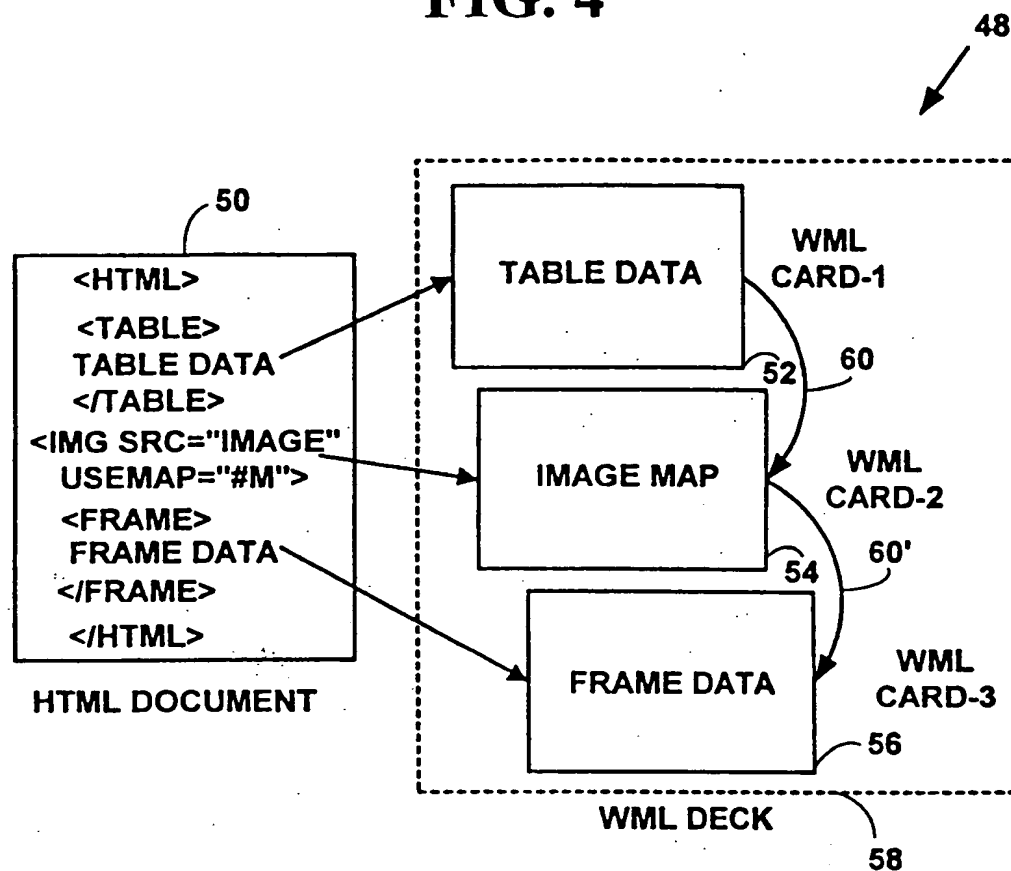 FIG. 4
48
50
<HTML>
<TABLE>
TABLE DATA
</TABLE>
<IMG SRC="IMAGE"
USEMAP="#M">
<FRAME>
FRAME DATA
</FRAME>
</HTML>
HTML DOCUMENT
TABLE DATA
WML
CARD-1
52
60
IMAGE MAP
WML
CARD-2
54
60'
FRAME DATA
WML
CARD-3
56
WML DECK
58